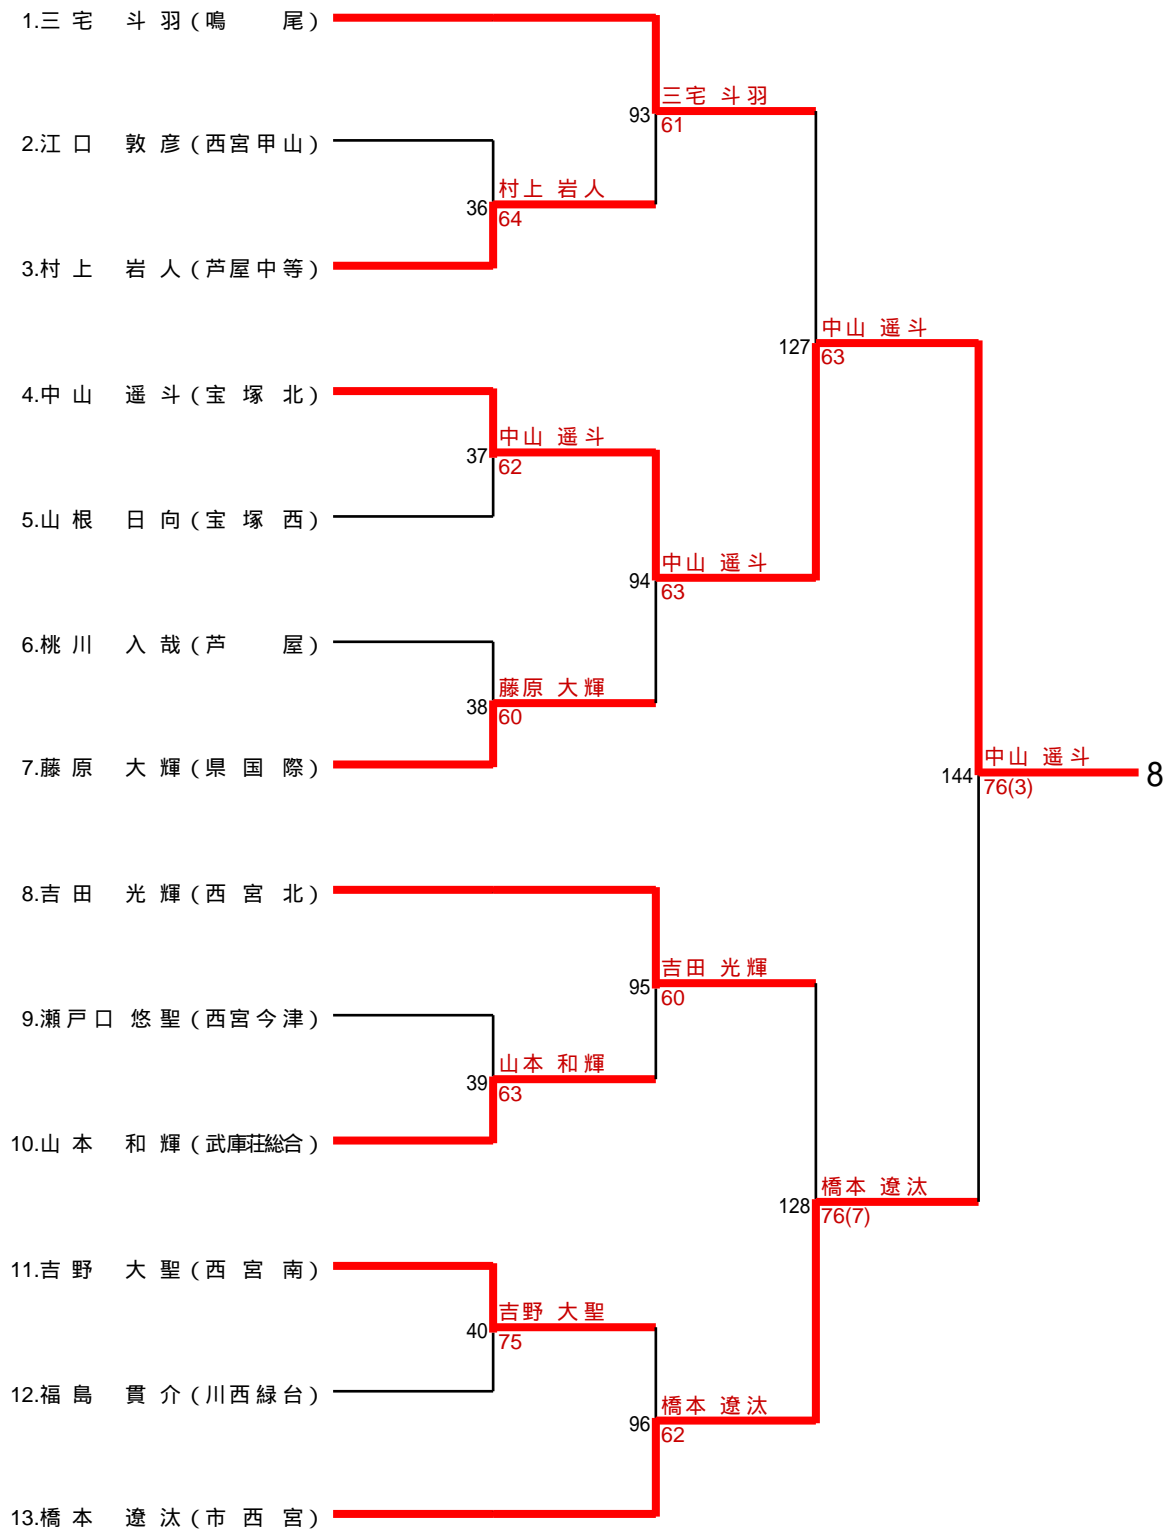 1.三宅 斗羽(鳴尾)
三宅 斗羽
93
61
2.江口 敦彦(西宮甲山)
村上 岩人
36
64
3.村上 岩人(芦屋中等)
中山 遥斗
127
63
4.中山 遥斗(宝塚北)
中山 遥斗
37
62
5.山根 日向(宝塚西)
中山 遥斗
94
63
6.桃川 入哉(芦屋)
藤原 大輝
38
60
7.藤原 大輝(県国際)
中山 遥斗
144
76(3)
8
8.吉田 光輝(西宮北)
吉田 光輝
95
60
9.瀬戸口 悠聖(西宮今津)
山本 和輝
39
63
10.山本 和輝(武庫荘総合)
橋本 遼汰
128
76(7)
11.吉野 大聖(西宮南)
吉野 大聖
40
75
12.福島 貫介(川西緑台)
橋本 遼汰
96
62
13.橋本 遼汰(市西宮)